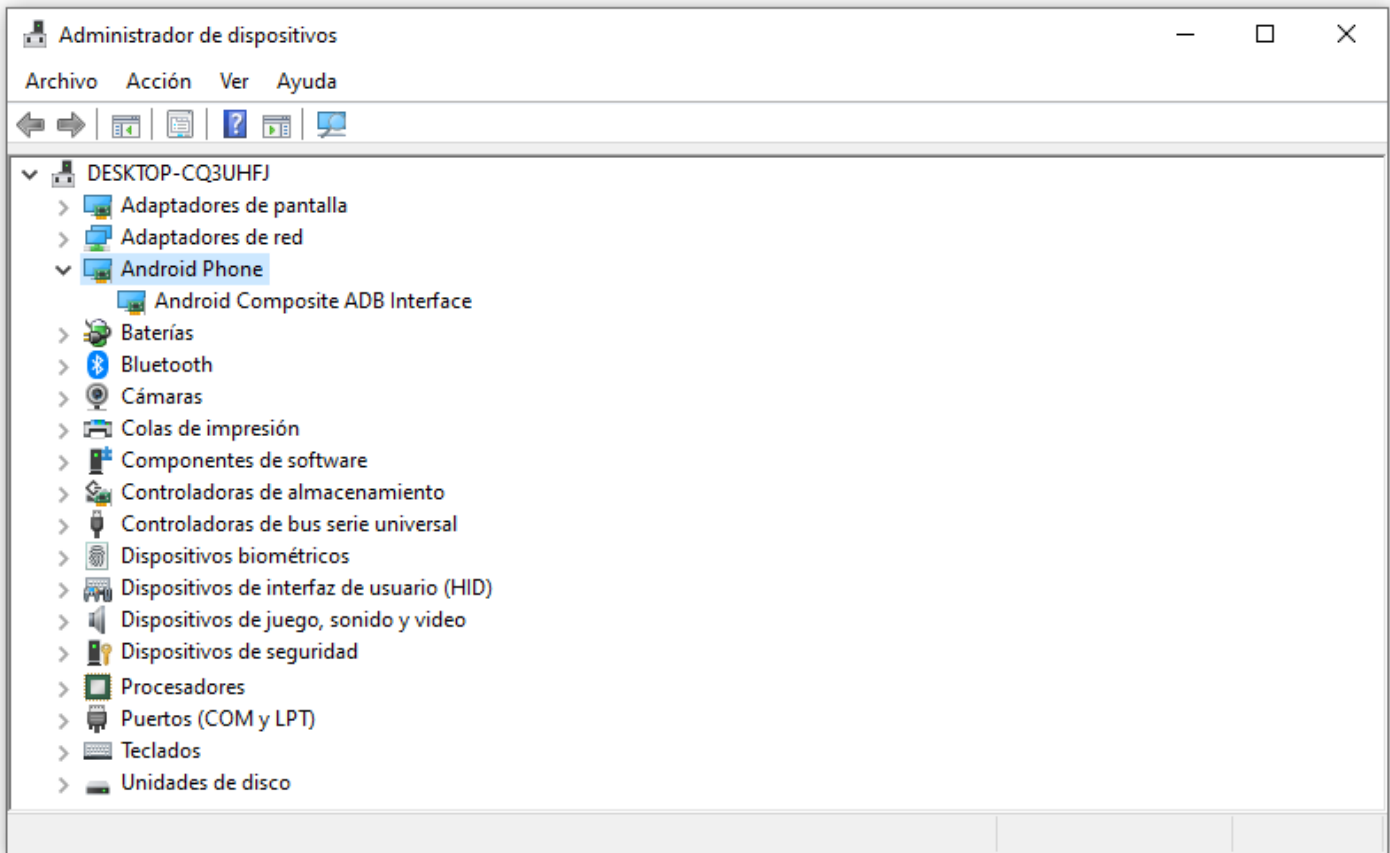 Administrador de dispositivos
Archivo Acción Ver Ayuda
DESKTOP-CQ3UHFJ
Adaptadores de pantalla
Adaptadores de red
Android Phone
Android Composite ADB Interface
Baterías
Bluetooth
Cámaras
Colas de impresión
Componentes de software
Controladoras de almacenamiento
Controladoras de bus serie universal
Dispositivos biométricos
Dispositivos de interfaz de usuario (HID)
Dispositivos de juego, sonido y video
Dispositivos de seguridad
Procesadores
Puertos (COM y LPT)
Teclados
Unidades de disco